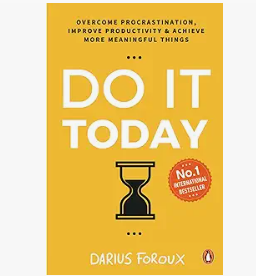 OVERCOME PROCRASTINATION,
IMPROVE PRODUCTIVITY & ACHIEVE
MORE MEANINGFUL THINGS
DO IT
TODAY
No.1
INTERNATIONAL
BESTSELLER
DARIUS FOROUX